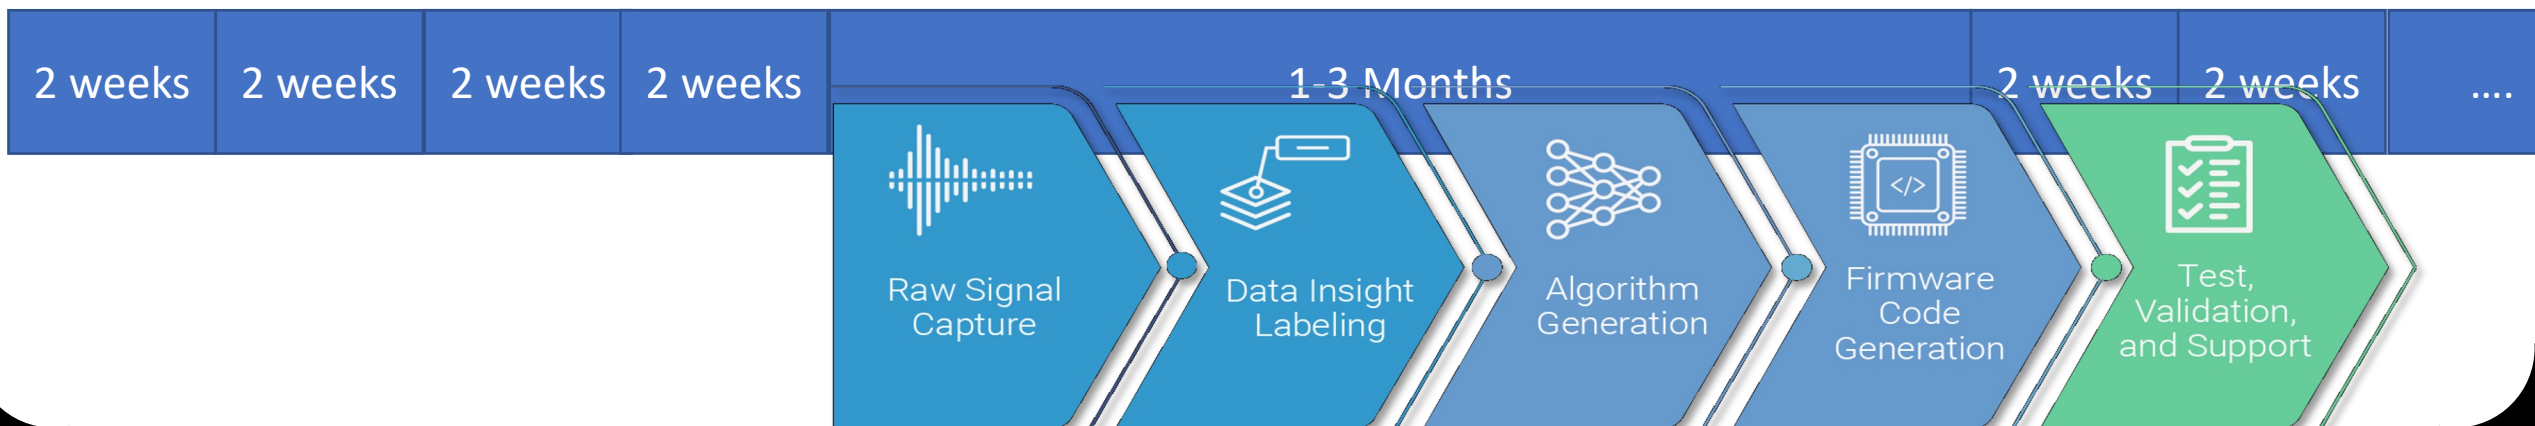 2 weeks
2 weeks
2 weeks
2 weeks
1-3 Months
2 weeks
2 weeks
....
Raw Signal
Capture
Data Insight
Labeling
Algorithm
Generation
Firmware
Code
Generation
Test,
Validation,
and Support